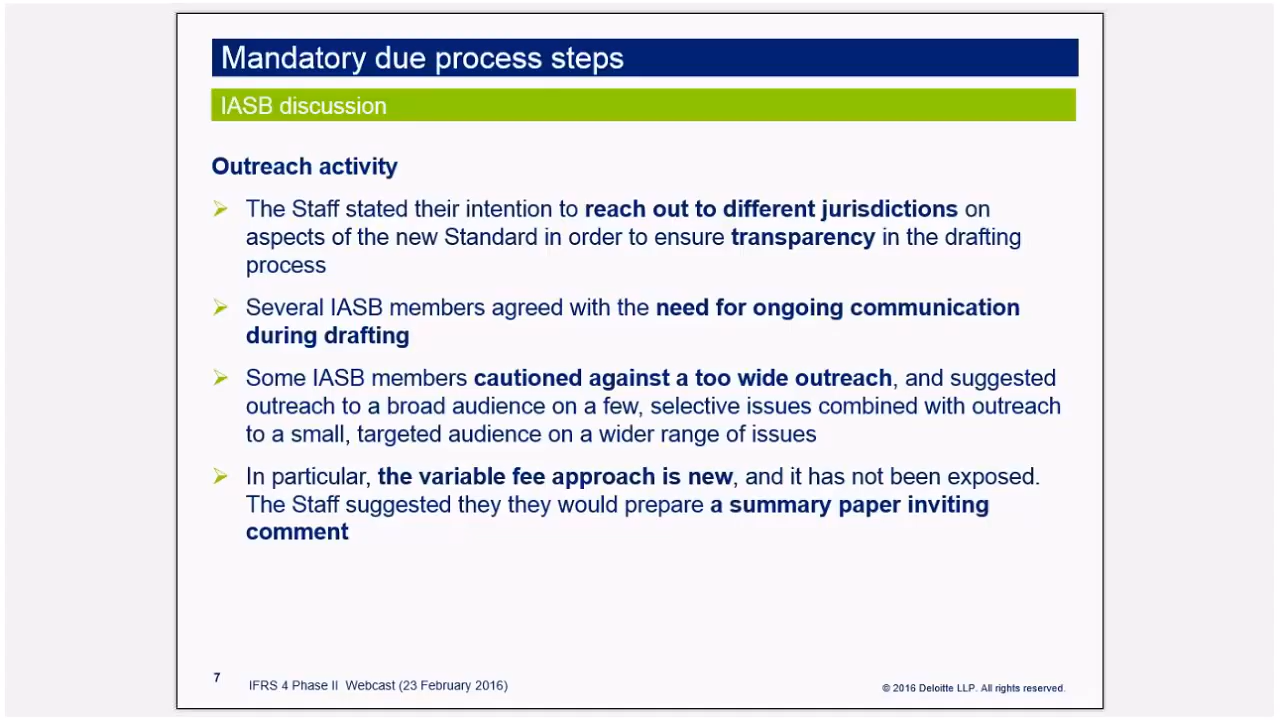 Mandatory due process steps
IASB discussion
Outreach activity
The Staff stated their intention to reach out to different jurisdictions on
aspects of the new Standard in order to ensure transparency in the drafting
process
Several IASB members agreed with the need for ongoing communication
during drafting
Some IASB members cautioned against a too wide outreach, and suggested
outreach to a broad audience on a few, selective issues combined with outreach
to a small, targeted audience on a wider range of issues
In particular, the variable fee approach is new, and it has not been exposed.
The Staff suggested they they would prepare a summary paper inviting
comment
7
IFRS 4 Phase II Webcast (23 February 2016)
© 2016 Deloitte LLP. All rights reserved.